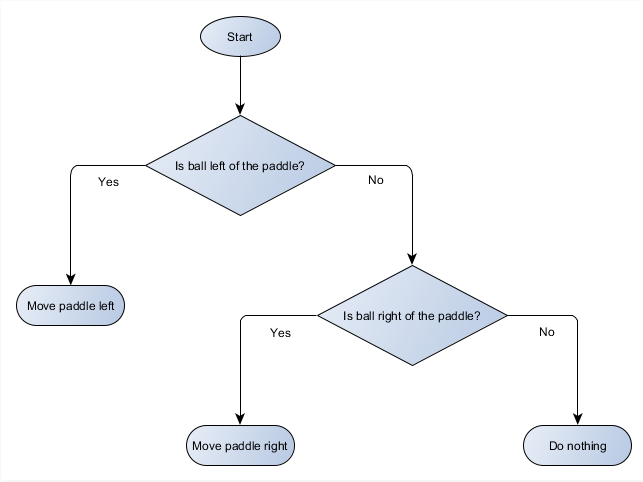 Start
Is ball left of the paddle?
Yes
No
Move paddle left
Is ball right of the paddle?
Yes
No
Move paddle right
Do nothing